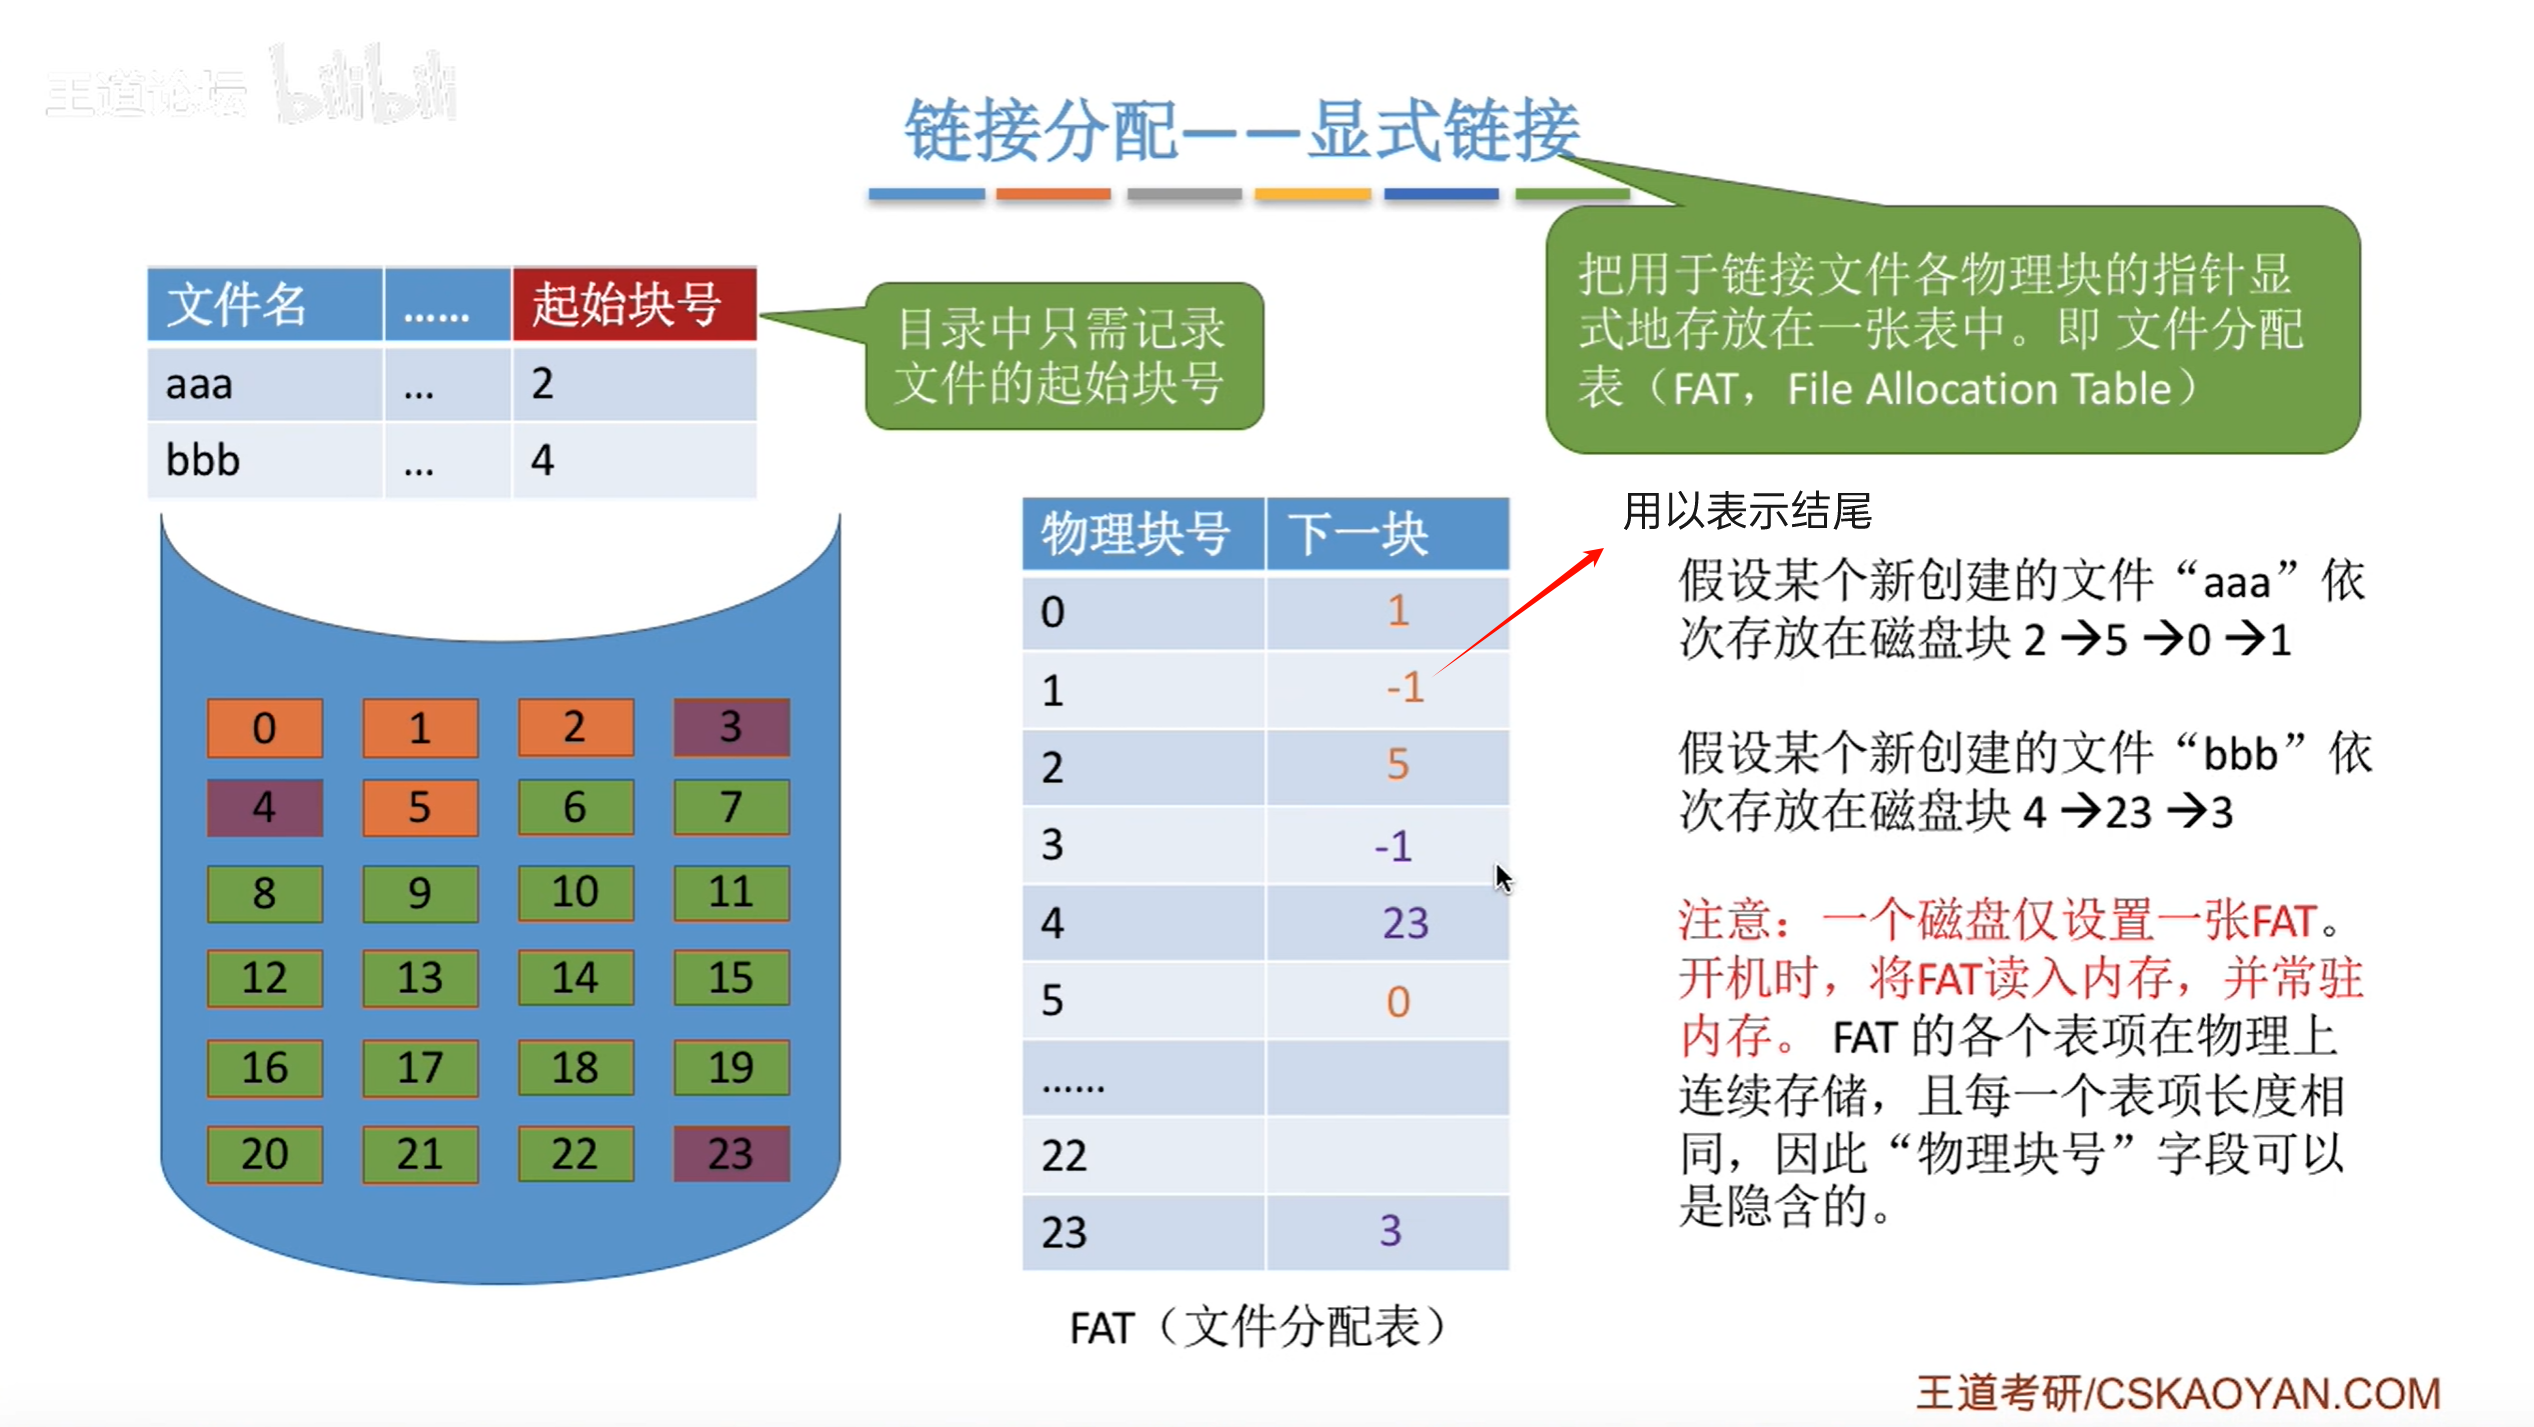 王道论坛 bilibili
链接分配——显式链接
把用于链接文件各物理块的指针显
式地存放在一张表中。即 文件分配
表（FAT，File Allocation Table）
文件名 …… 起始块号
aaa … 2
bbb … 4
目录中只需记录
文件的起始块号
0 1 2 3
4 5 6 7
8 9 10 11
12 13 14 15
16 17 18 19
20 21 22 23
物理块号 下一块
0 1
1 -1
2 5
3 -1
4 23
5 0
……
22
23 3
FAT（文件分配表）
用以表示结尾
假设某个新创建的文件“aaa”依
次存放在磁盘块 2 →5 →0 →1
假设某个新创建的文件“bbb”依
次存放在磁盘块 4 →23 →3
注意：一个磁盘仅设置一张FAT。
开机时，将FAT读入内存，并常驻
内存。 FAT 的各个表项在物理上
连续存储，且每一个表项长度相
同，因此“物理块号”字段可以
是隐含的。
王道考研/CSKAOYAN.COM